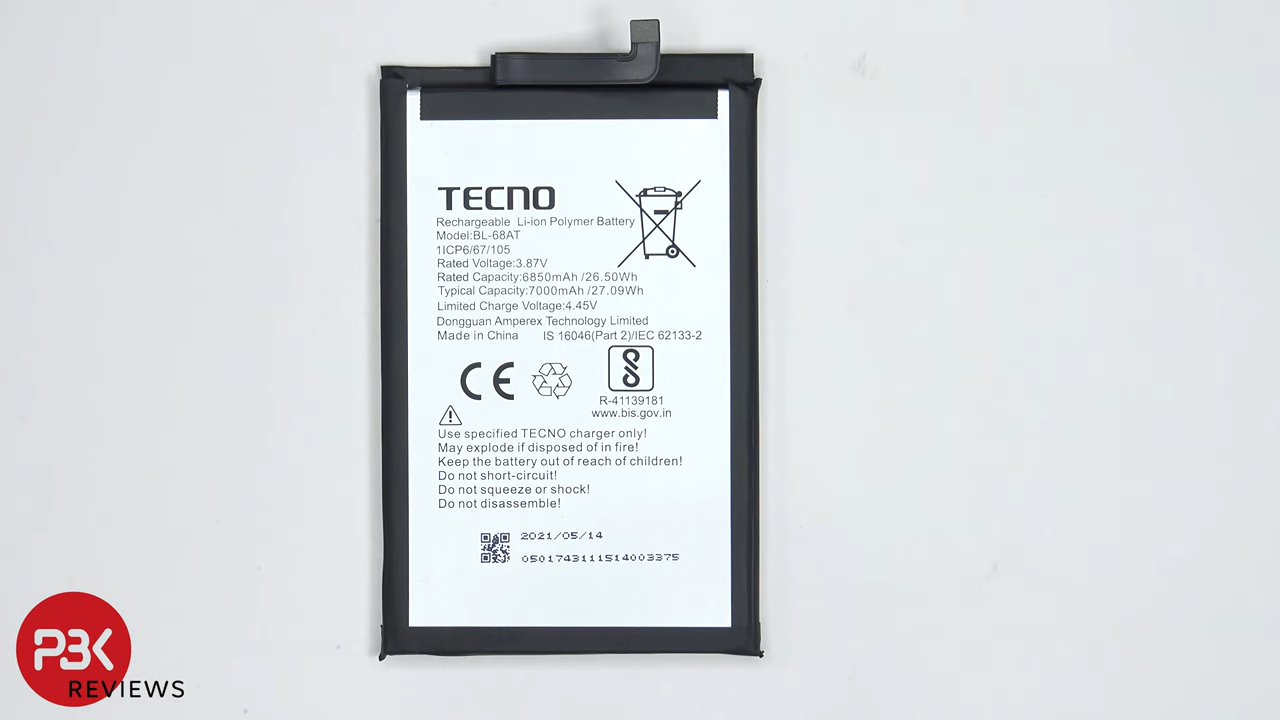 TECNO
Rechargeable Li-ion Polymer Battery
Model:BL-68AT
1ICP6/67/105
Rated Voltage:3.87V
Rated Capacity:6850mAh /26.50Wh
Typical Capacity:7000mAh /27.09Wh
Limited Charge Voltage:4.45V
Dongguan Amperex Technology Limited
Made in China IS 16046(Part 2)/IEC 62133-2
CE
R-41139181
www.bis.gov.in
Use specified TECNO charger only!
May explode if disposed of in fire!
Keep the battery out of reach of children!
Do not short-circuit!
Do not squeeze or shock!
Do not disassemble!
2021/05/14
0501743111514003375
PBK
REVIEWS